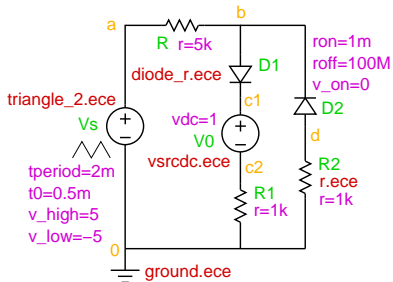 a
b
R
r=5k
ron=1m
roff=100M
v_on=0
D1
diode_r.ece
c1
D2
triangle_2.ece
Vs
vdc=1
V0
d
vsrcdc.ece
c2
R2
r.ece
r=1k
tperiod=2m
t0=0.5m
v_high=5
v_low=−5
R1
r=1k
0
ground.ece